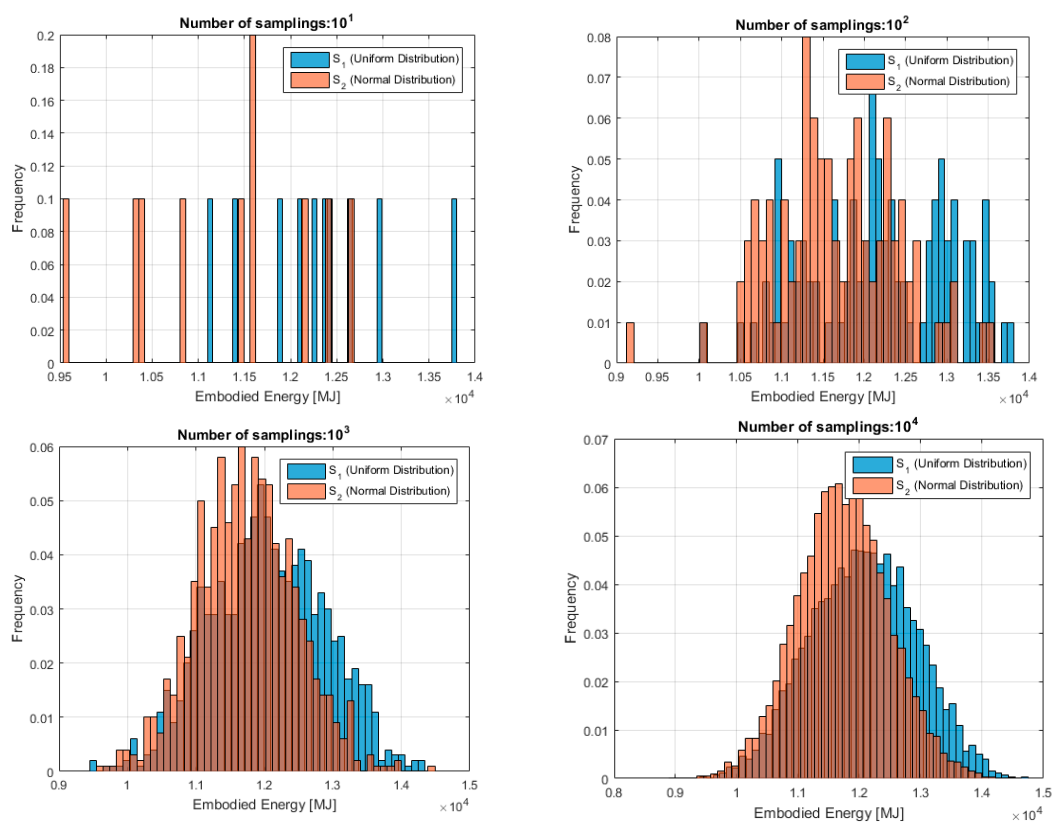 Number of samplings:10¹
0.2
0.18
0.16
0.14
0.12
0.1
0.08
0.06
0.04
0.02
0
Frequency
S₁ (Uniform Distribution)
S₂ (Normal Distribution)
0.95 1 1.05 1.1 1.15 1.2 1.25 1.3 1.35 1.4
Embodied Energy [MJ]
× 10⁴
Number of samplings:10²
0.08
0.07
0.06
0.05
0.04
0.03
0.02
0.01
0
Frequency
S₁ (Uniform Distribution)
S₂ (Normal Distribution)
0.9 0.95 1 1.05 1.1 1.15 1.2 1.25 1.3 1.35 1.4
Embodied Energy [MJ]
× 10⁴
Number of samplings:10³
0.06
0.05
0.04
0.03
0.02
0.01
0
Frequency
S₁ (Uniform Distribution)
S₂ (Normal Distribution)
0.9 1 1.1 1.2 1.3 1.4 1.5
Embodied Energy [MJ]
× 10⁴
Number of samplings:10⁴
0.07
0.06
0.05
0.04
0.03
0.02
0.01
0
Frequency
S₁ (Uniform Distribution)
S₂ (Normal Distribution)
0.8 0.9 1 1.1 1.2 1.3 1.4 1.5
Embodied Energy [MJ]
× 10⁴